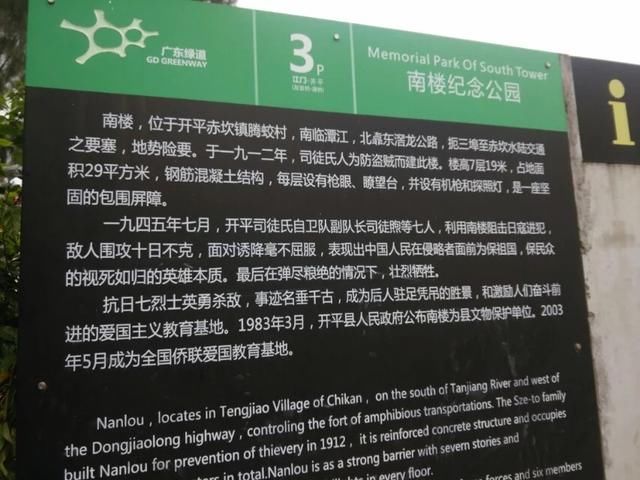 广东绿道
GD GREENWAY
3P
江门·开平
Memorial Park Of South Tower
南楼纪念公园
i
南楼，位于开平赤坎镇腾蛟村，南临潭江，北鼎东滘龙公路，扼三埠至赤坎水陆交通
之要塞，地势险要。于一九一二年，司徒氏人为防盗贼而建此楼。楼高7层19米，占地面
积29平方米，钢筋混凝土结构，每层设有枪眼、瞭望台，并设有机枪和探照灯，是一座坚
固的包围屏障。
一九四五年七月，开平司徒氏自卫队副队长司徒煦等七人，利用南楼阻击日寇进犯，
敌人围攻十日不克，面对诱降毫不屈服，表现出中国人民在侵略者面前为保祖国，保民众
的视死如归的英雄本质。最后在弹尽粮绝的情况下，壮烈牺牲。
抗日七烈士英勇杀敌，事迹名垂千古，成为后人驻足凭吊的胜景，和激励人们奋斗前
进的爱国主义教育基地。1983年3月，开平县人民政府公布南楼为县文物保护单位。2003
年5月成为全国侨联爱国教育基地。
Nanlou, locates in Tengjiao Village of Chikan, on the south of Tanjiang River and west of
the Dongjiaolong highway, controling the fort of amphibious transportations. The Sze-to family
built Nanlou for prevention of thievery in 1912, it is reinforced concrete structure and occupies
in total.Nanlou is as a strong barrier with severn stories and
lights in every floor.
forces and six members